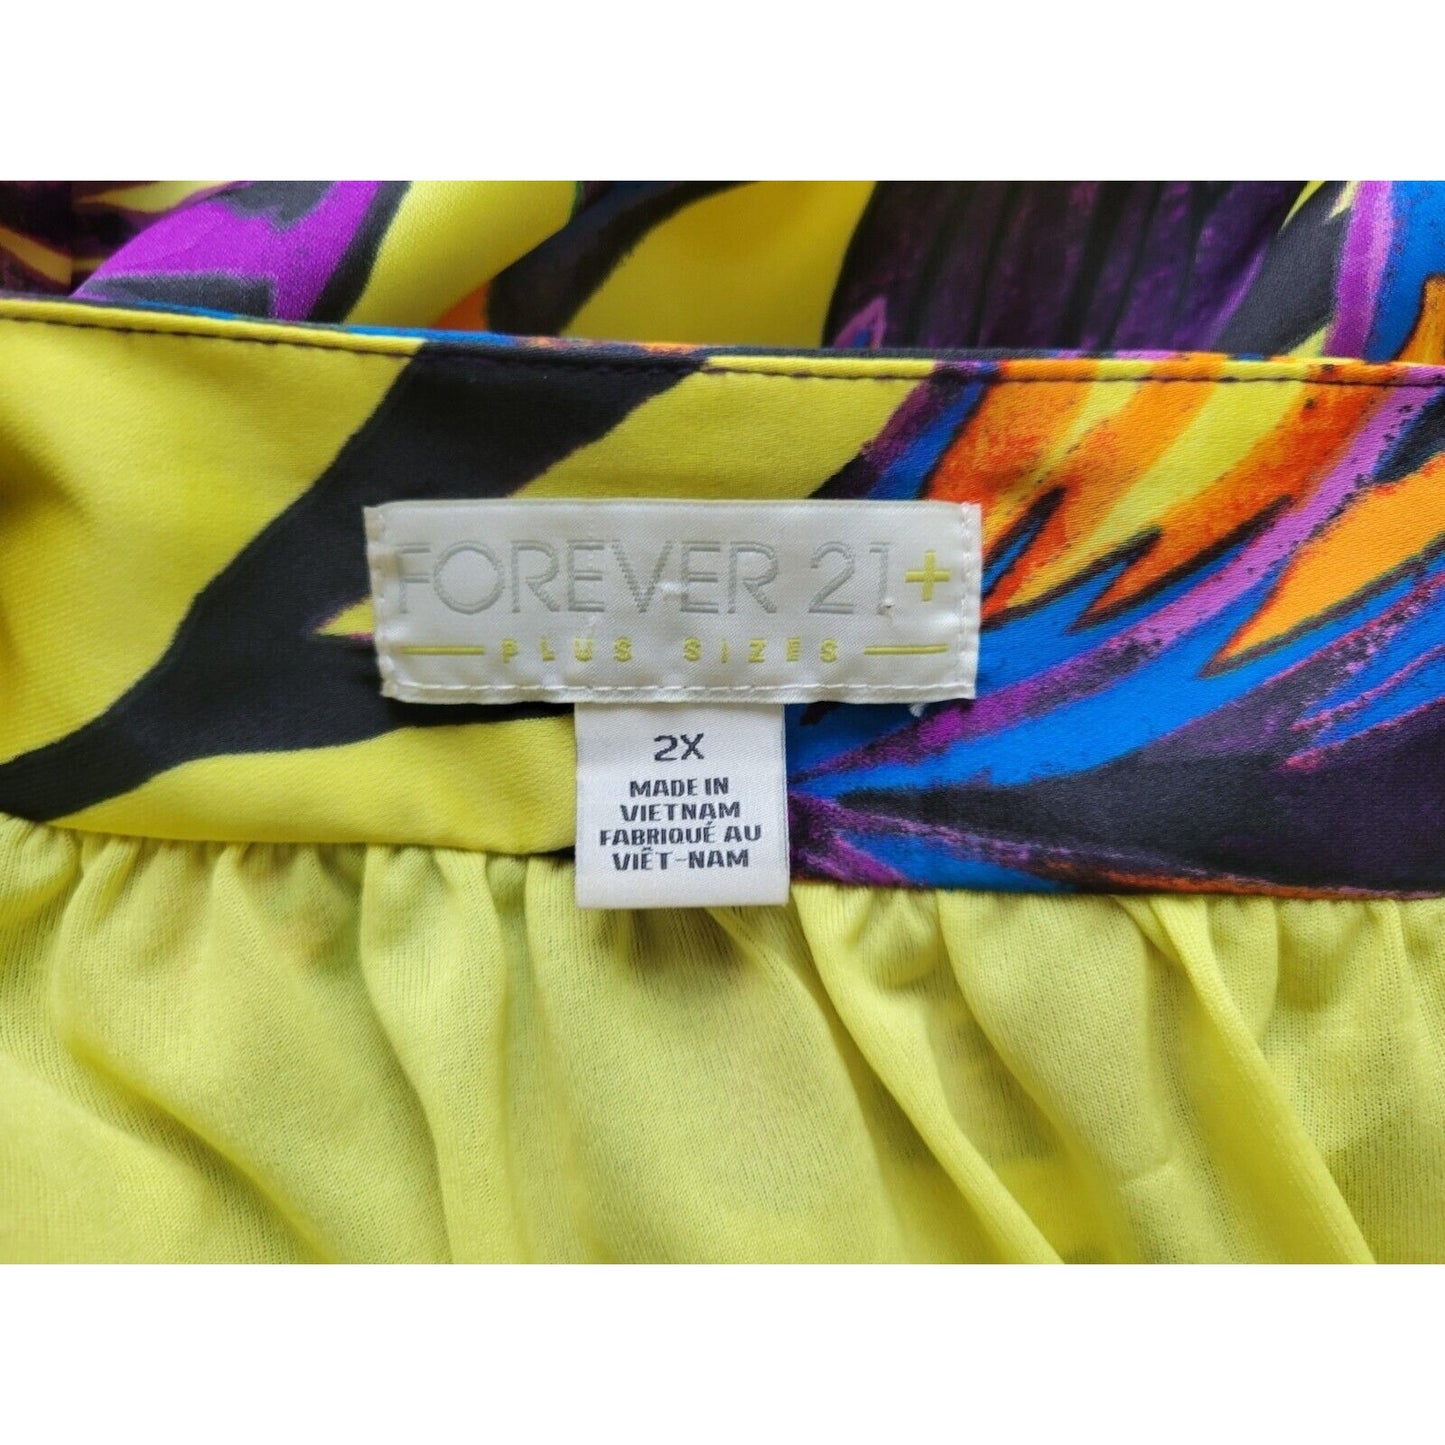 FOREVER 21+
PLUS SIZES
2X
MADE IN
VIETNAM
FABRIQUÉ AU
VIÊT-NAM